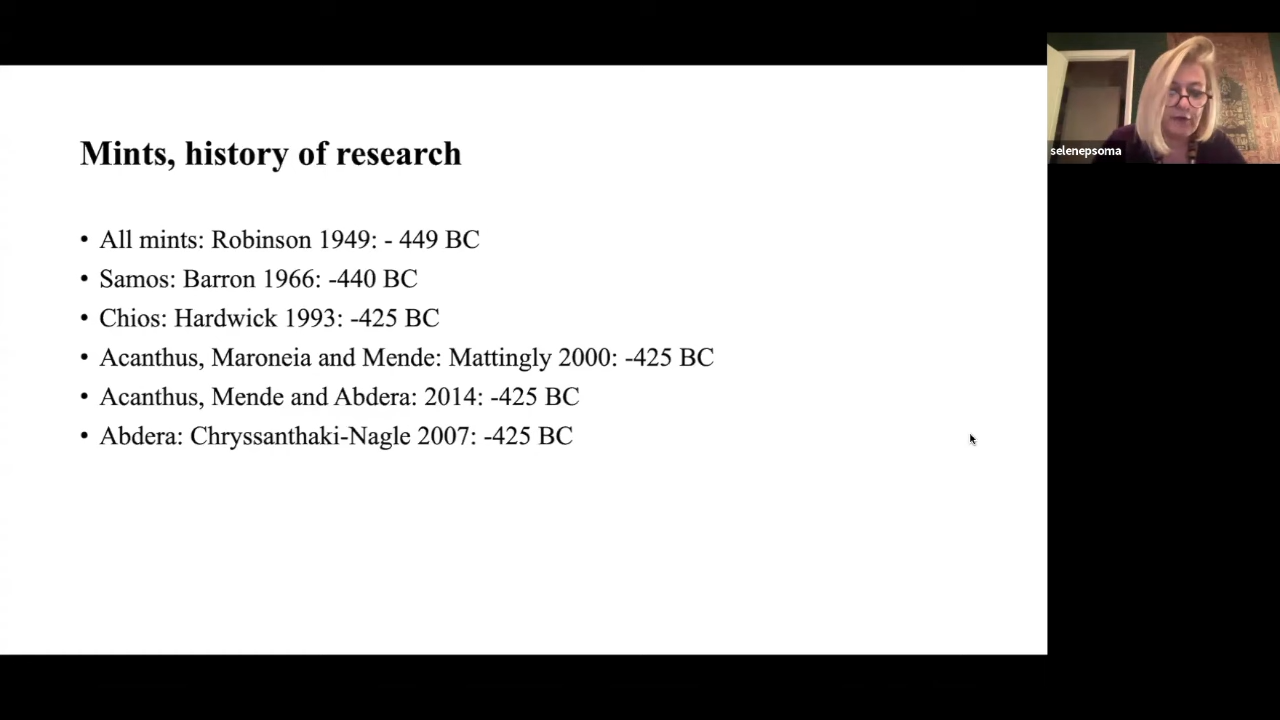 Mints, history of research
• All mints: Robinson 1949: - 449 BC
• Samos: Barron 1966: -440 BC
• Chios: Hardwick 1993: -425 BC
• Acanthus, Maroneia and Mende: Mattingly 2000: -425 BC
• Acanthus, Mende and Abdera: 2014: -425 BC
• Abdera: Chryssanthaki-Nagle 2007: -425 BC
selenepsoma